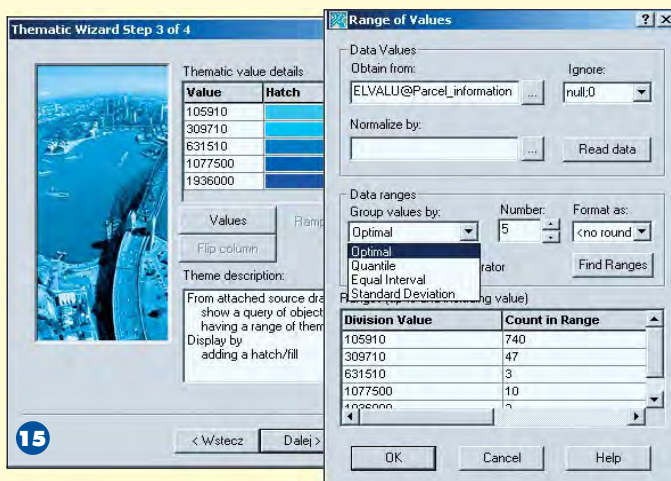 Thematic Wizard Step 3 of 4
Thematic value details
Value Hatch
105910
309710
631510
1077500
1936000
Values Ramp
Flip column
Theme description:
From attached source dra
show a query of object
having a range of them
Display by
adding a hatch/fill
15
< Wstecz Dalej >
Range of Values
Data Values
Obtain from: Ignore:
ELVALU@Parcel_information ... null;0
Normalize by:
... Read data
Data ranges
Group values by: Number: Format as:
Optimal 5 <no round
Optimal
Quantile
Equal Interval rator Find Ranges
Standard Deviation
value)
Division Value Count in Range
105910 740
309710 47
631510 3
1077500 10
OK Cancel Help